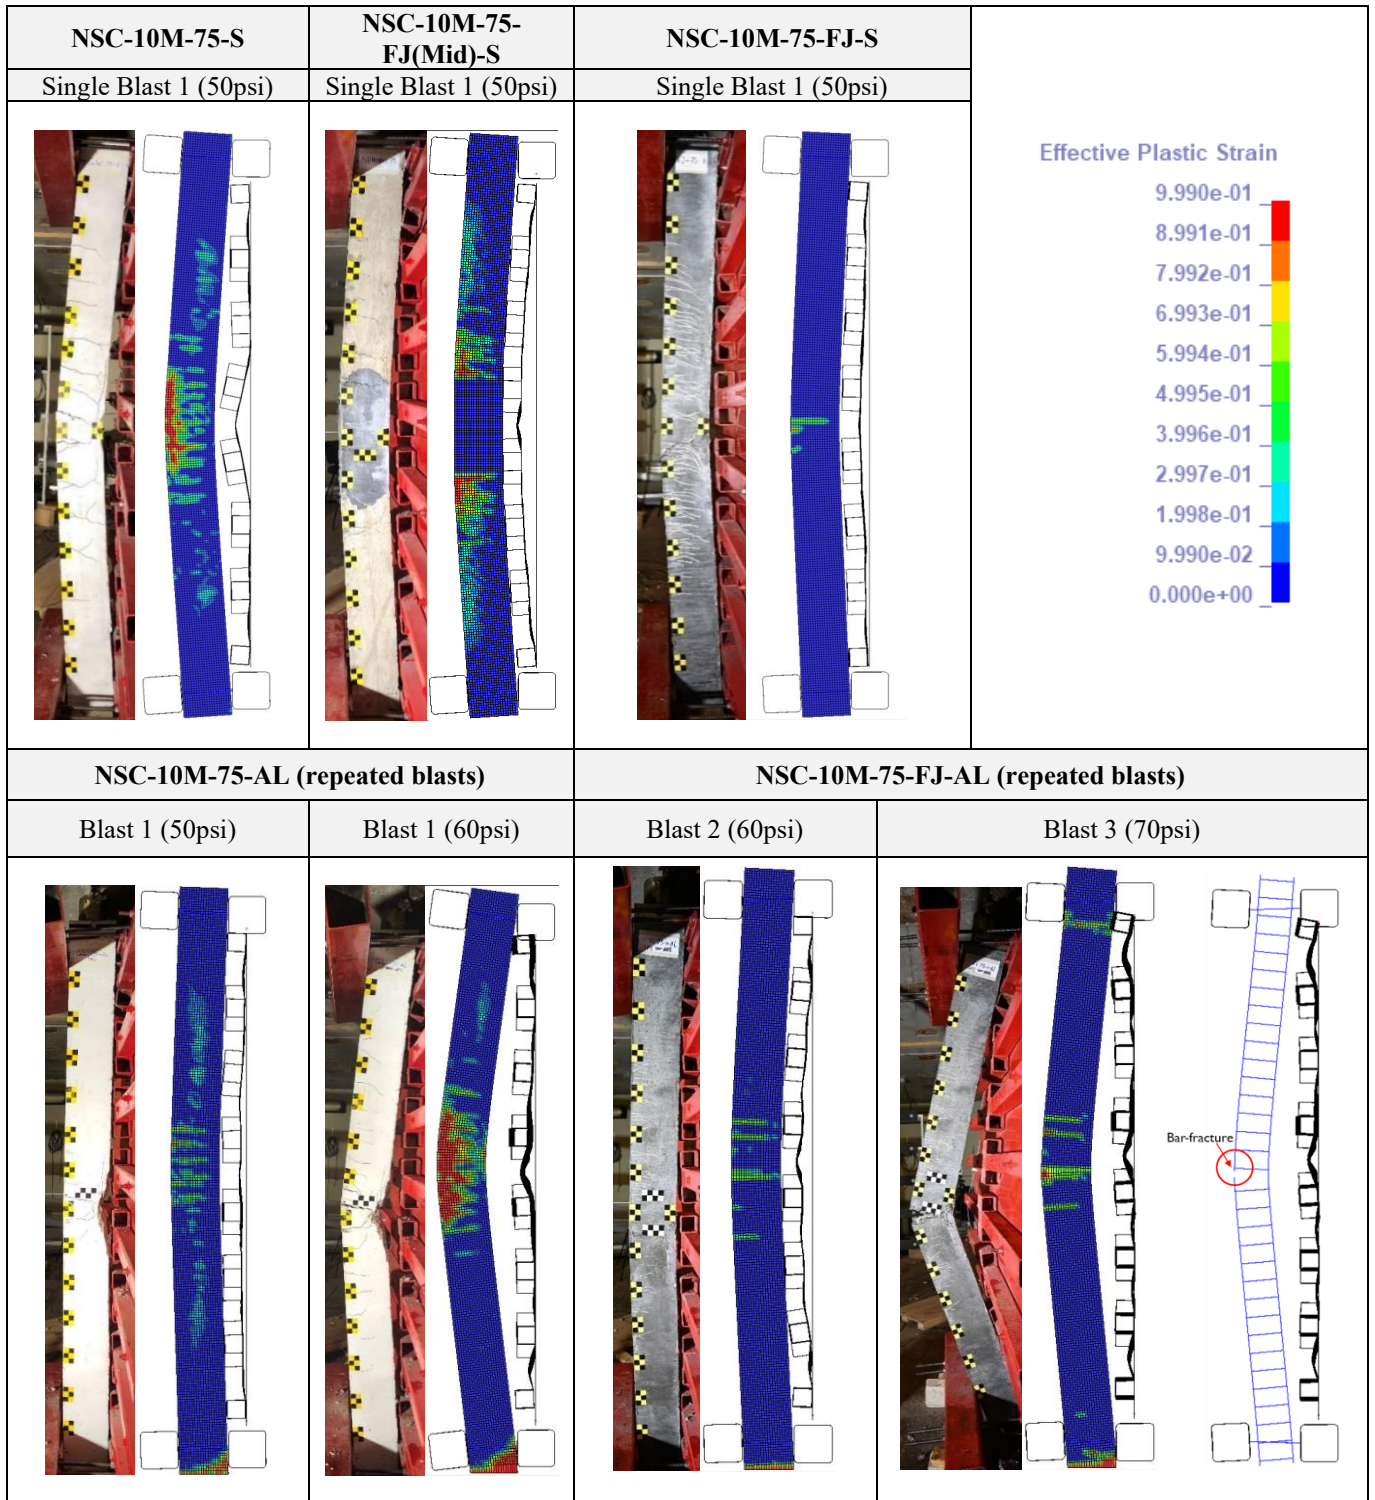 NSC-10M-75-S
NSC-10M-75-
FJ(Mid)-S
NSC-10M-75-FJ-S
Single Blast 1 (50psi)
Single Blast 1 (50psi)
Single Blast 1 (50psi)
Effective Plastic Strain
9.990e-01
8.991e-01
7.992e-01
6.993e-01
5.994e-01
4.995e-01
3.996e-01
2.997e-01
1.998e-01
9.990e-02
0.000e+00
NSC-10M-75-AL (repeated blasts)
NSC-10M-75-FJ-AL (repeated blasts)
Blast 1 (50psi)
Blast 1 (60psi)
Blast 2 (60psi)
Blast 3 (70psi)
Bar-fracture